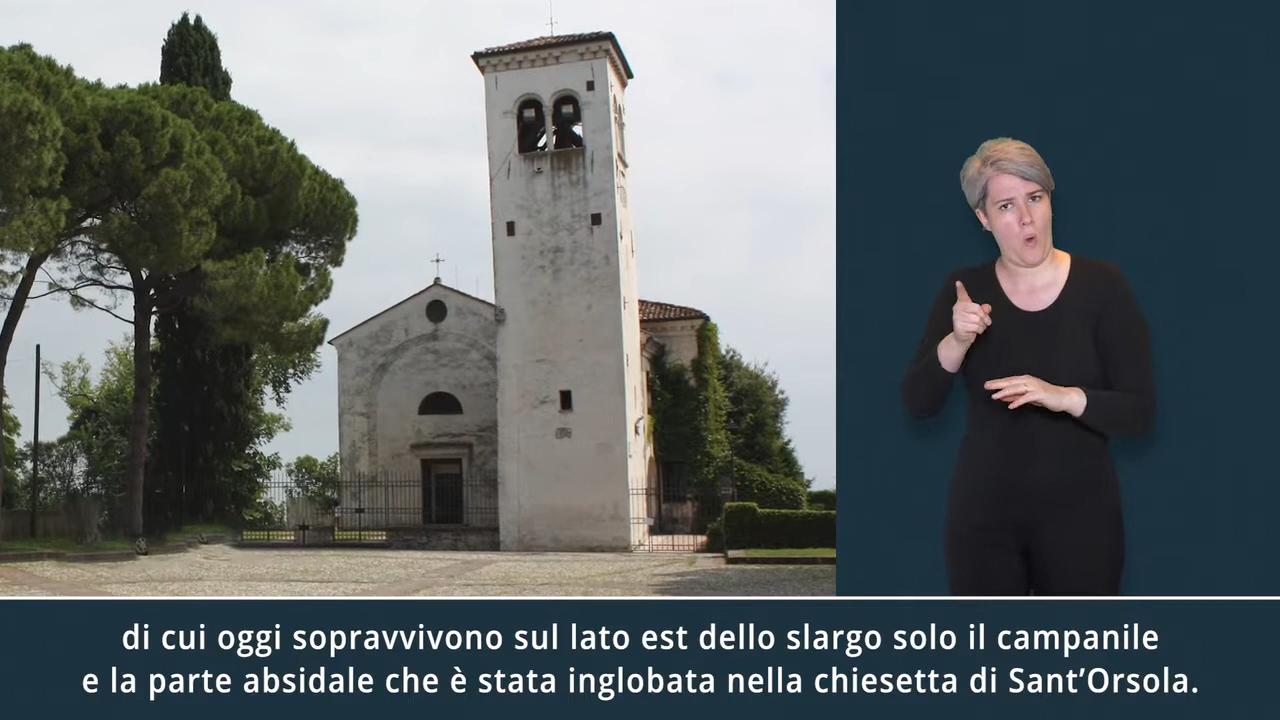 di cui oggi sopravvivono sul lato est dello slargo solo il campanile
e la parte absidale che è stata inglobata nella chiesetta di Sant’Orsola.